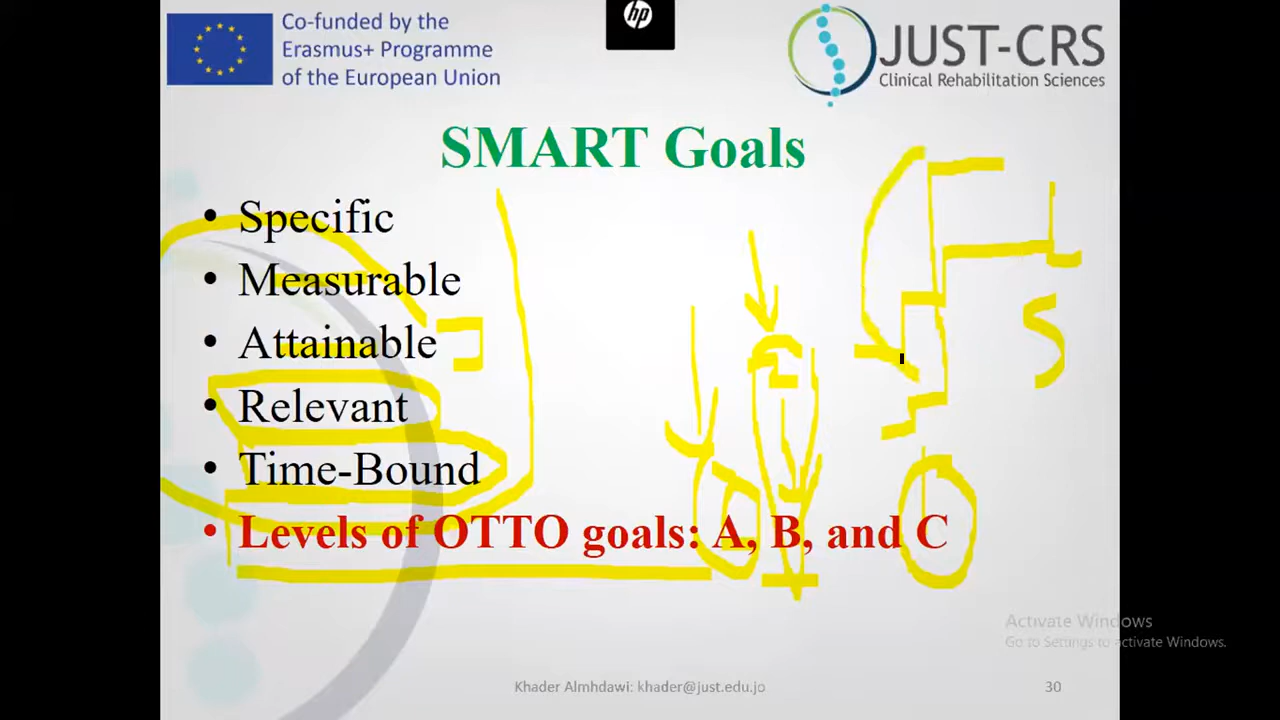 Co-funded by the
Erasmus+ Programme
of the European Union
hp
JUST-CRS
Clinical Rehabilitation Sciences
SMART Goals
• Specific
• Measurable
• Attainable
• Relevant
• Time-Bound
• Levels of OTTO goals: A, B, and C
Activate Windows
Go to Settings to activate Windows.
Khader Almhdawi: khader@just.edu.jo
30